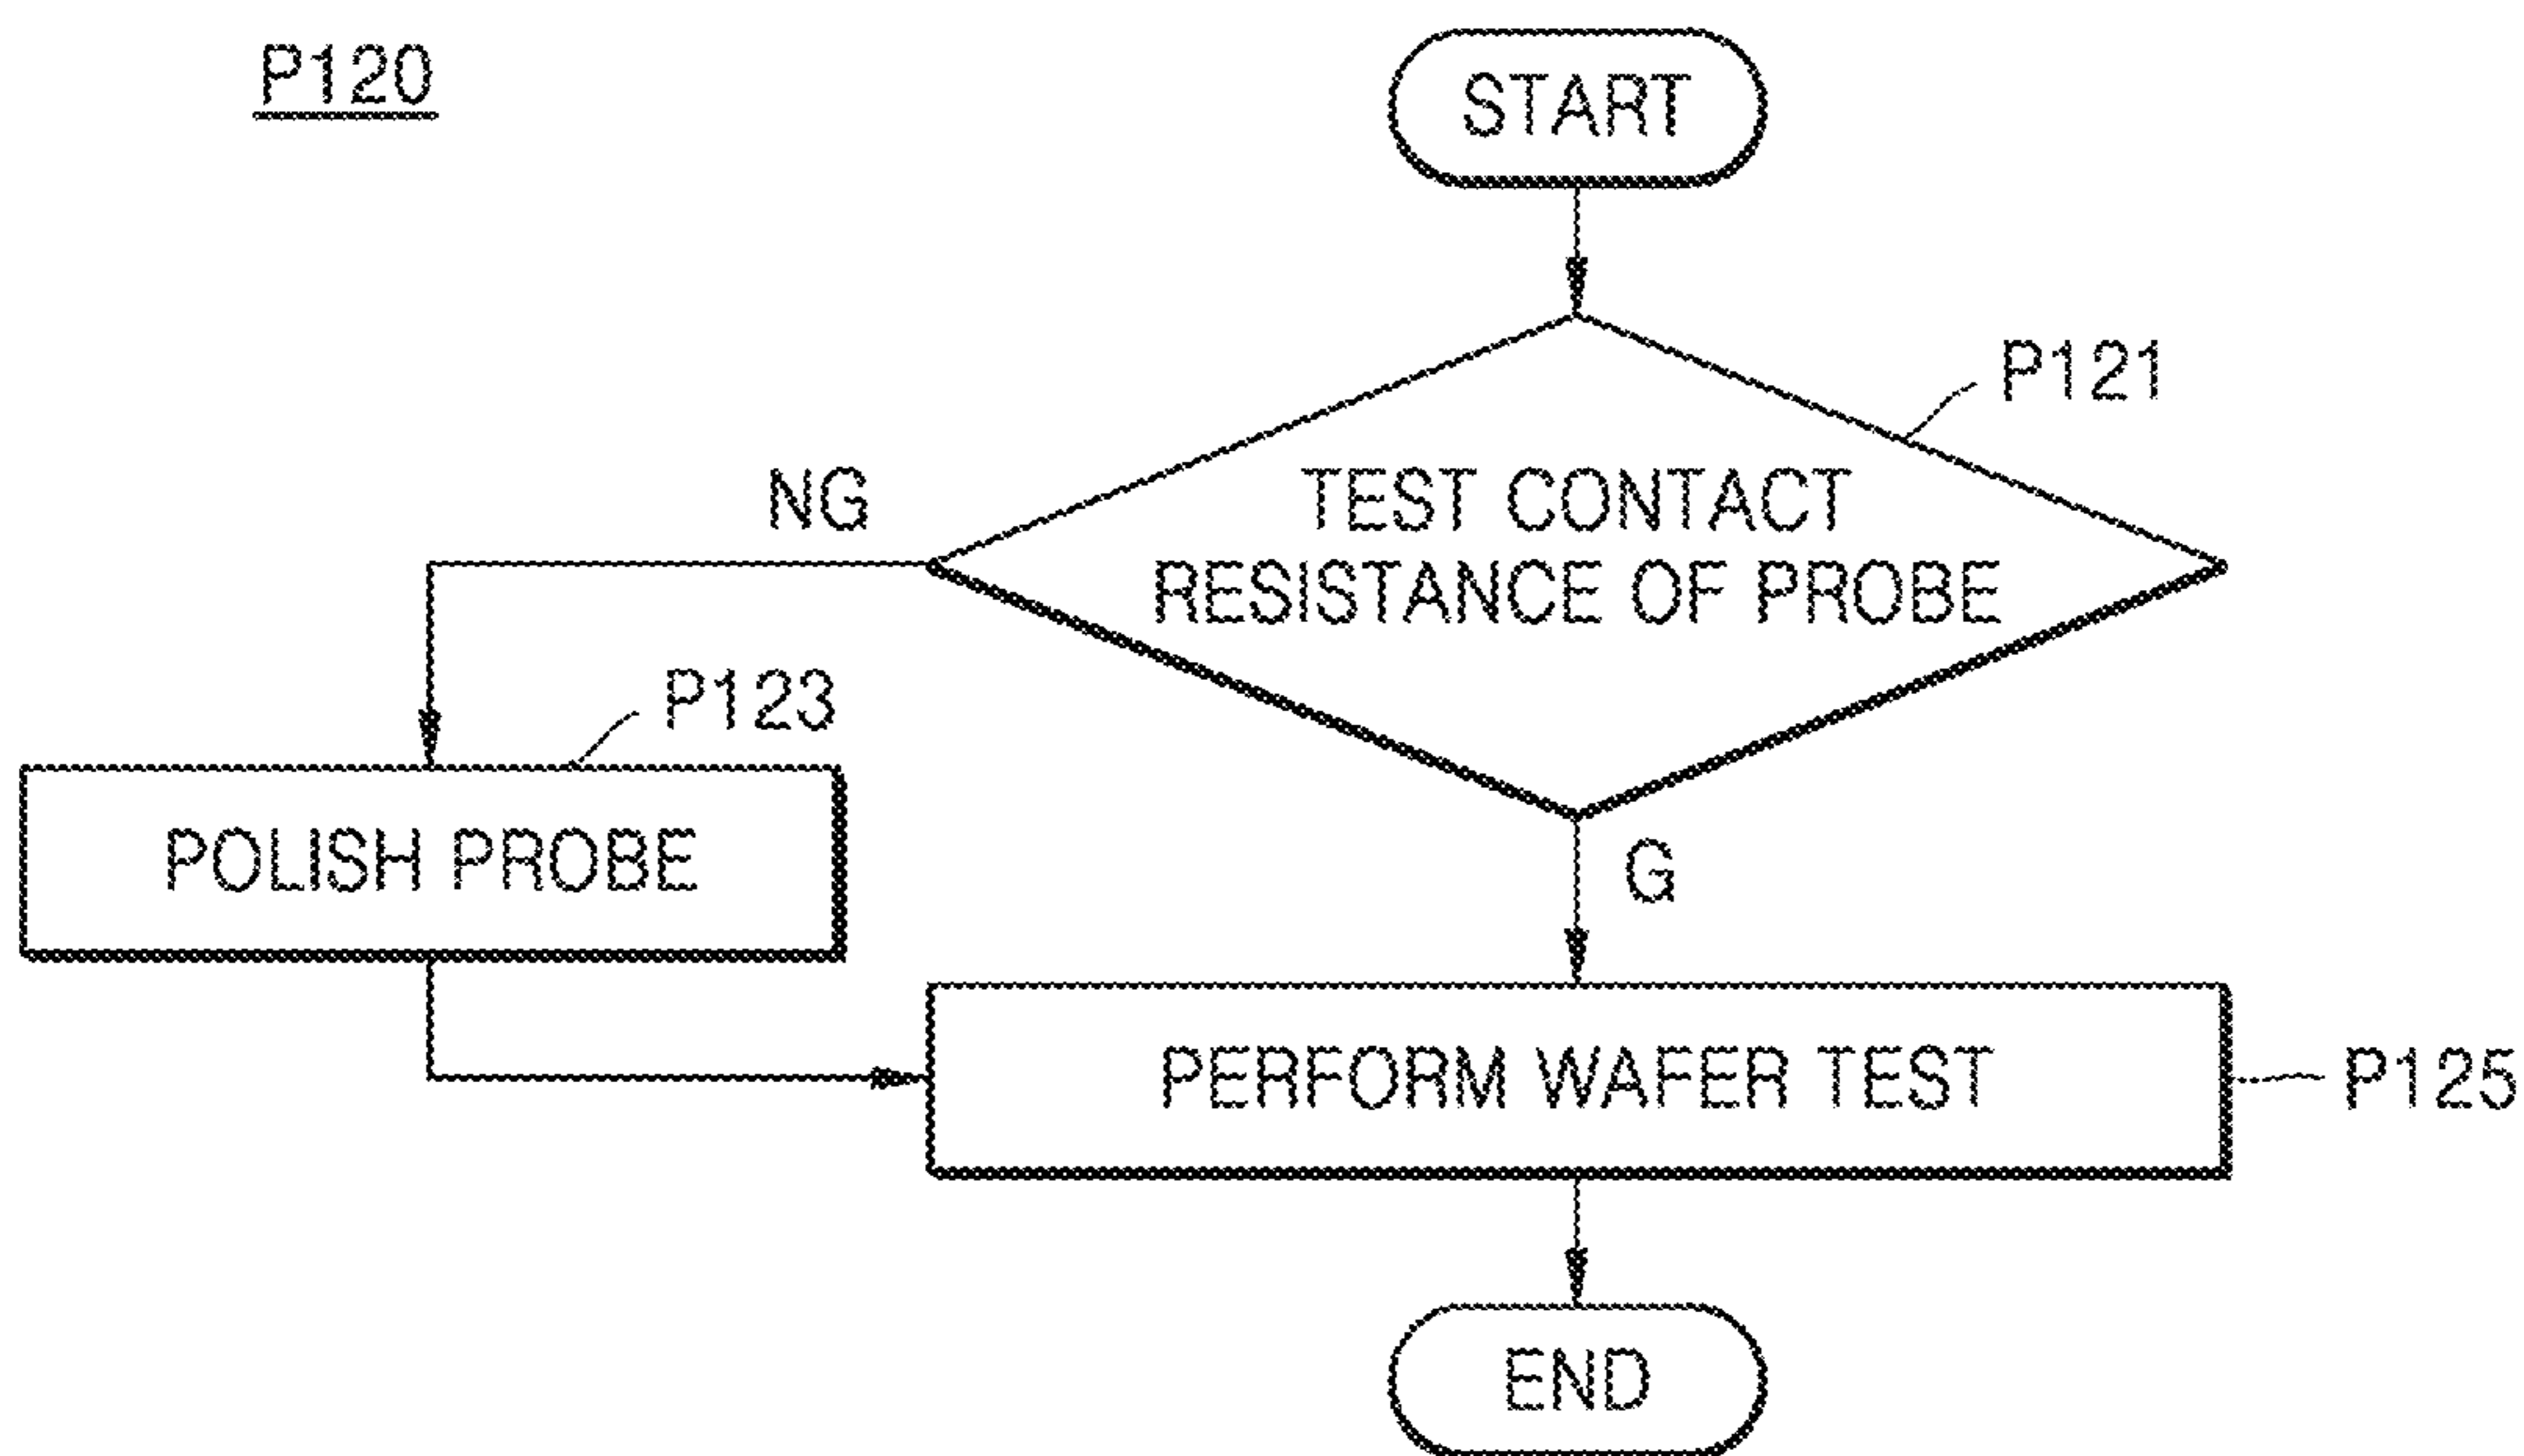 P120
START
P121
TEST CONTACT
RESISTANCE OF PROBE
NG
G
P123
POLISH PROBE
PERFORM WAFER TEST
P125
END